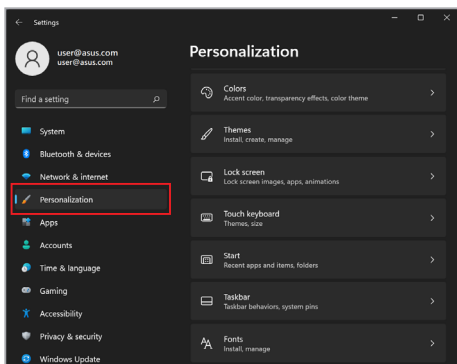 Settings
user@asus.com
user@asus.com
Find a setting
System
Bluetooth & devices
Network & internet
Personalization
Apps
Accounts
Time & language
Gaming
Accessibility
Privacy & security
Windows Update
Personalization
Colors
Accent color, transparency effects, color theme
Themes
Install, create, manage
Lock screen
Lock screen images, apps, animations
Touch keyboard
Themes, size
Start
Recent apps and items, folders
Taskbar
Taskbar behaviors, system pins
Fonts
Install, manage